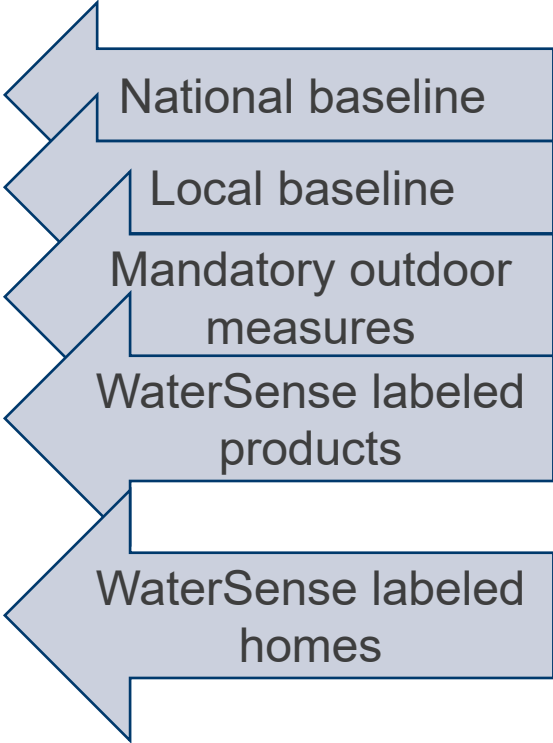 National baseline
Local baseline
Mandatory outdoor
measures
WaterSense labeled
products
WaterSense labeled
homes